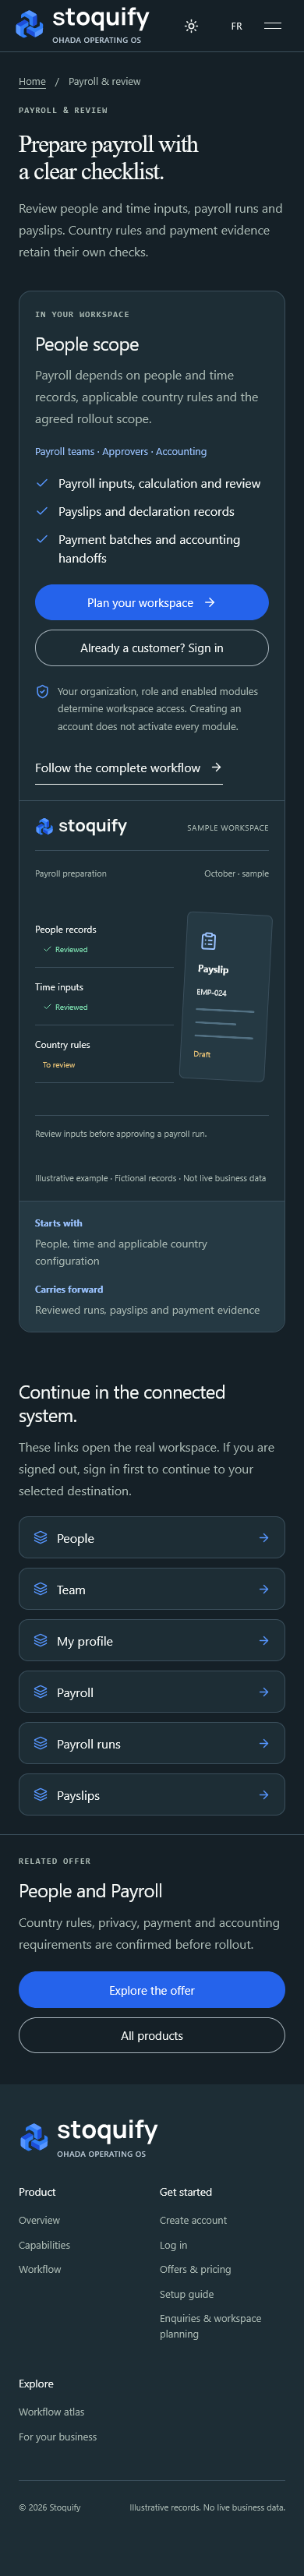 stoquify
OHADA OPERATING OS
FR
Home / Payroll & review
PAYROLL & REVIEW
Prepare payroll with
a clear checklist.
Review people and time inputs, payroll runs and
payslips. Country rules and payment evidence
retain their own checks.
IN YOUR WORKSPACE
People scope
Payroll depends on people and time
records, applicable country rules and the
agreed rollout scope.
Payroll teams · Approvers · Accounting
Payroll inputs, calculation and review
Payslips and declaration records
Payment batches and accounting
handoffs
Plan your workspace
Already a customer? Sign in
Your organization, role and enabled modules
determine workspace access. Creating an
account does not activate every module.
Follow the complete workflow
stoquify
SAMPLE WORKSPACE
Payroll preparation
October · sample
People records
Reviewed
Time inputs
Reviewed
Country rules
To review
Payslip
EMP-024
Draft
Review inputs before approving a payroll run.
Illustrative example · Fictional records · Not live business data
Starts with
People, time and applicable country
configuration
Carries forward
Reviewed runs, payslips and payment evidence
Continue in the connected
system.
These links open the real workspace. If you are
signed out, sign in first to continue to your
selected destination.
People
Team
My profile
Payroll
Payroll runs
Payslips
RELATED OFFER
People and Payroll
Country rules, privacy, payment and accounting
requirements are confirmed before rollout.
Explore the offer
All products
stoquify
OHADA OPERATING OS
Product
Overview
Capabilities
Workflow
Get started
Create account
Log in
Offers & pricing
Setup guide
Enquiries & workspace
planning
Explore
Workflow atlas
For your business
© 2026 Stoquify
Illustrative records. No live business data.